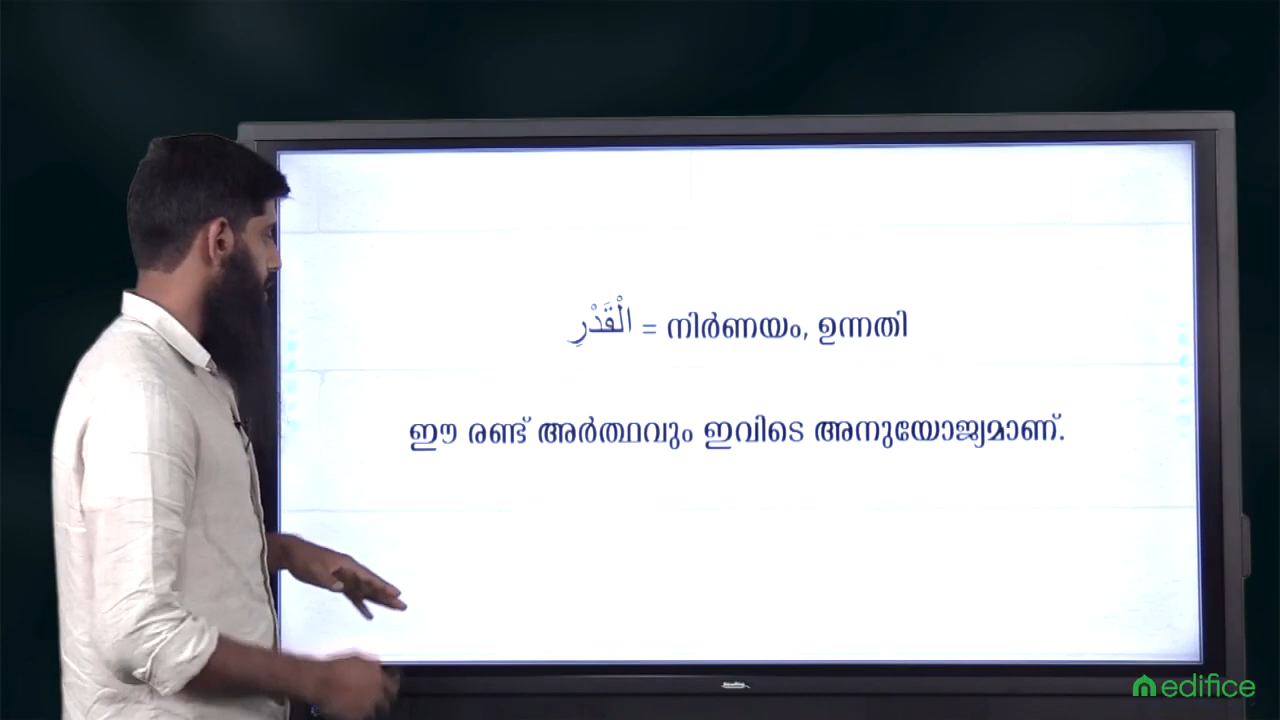 الْقَدْرِ = നിർണയം, ഉന്നതി
ഈ രണ്ട് അർത്ഥവും ഇവിടെ അനുയോജ്യമാണ്.
edifice